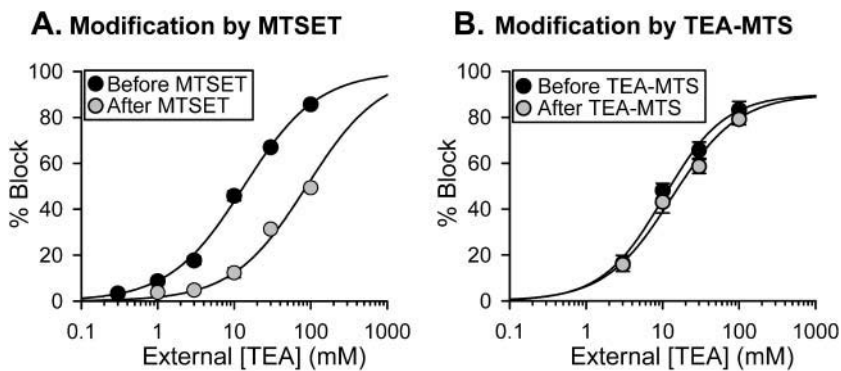 A. Modification by MTSET
100
80
60
40
20
0
% Block
Before MTSET
After MTSET
0.1 1 10 100 1000
External [TEA] (mM)
B. Modification by TEA-MTS
100
80
60
40
20
0
% Block
Before TEA-MTS
After TEA-MTS
0.1 1 10 100 1000
External [TEA] (mM)